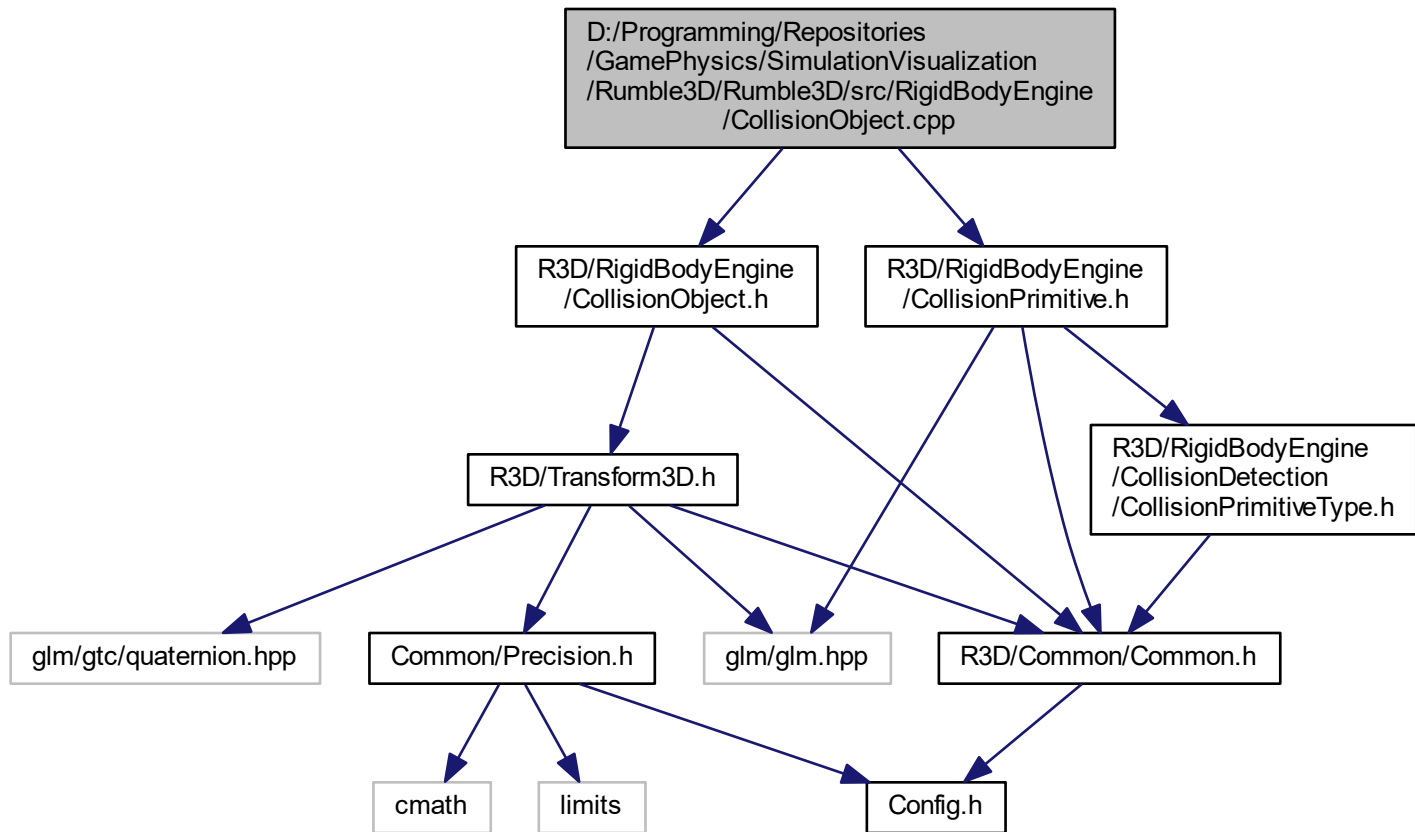 D:/Programming/Repositories
/GamePhysics/SimulationVisualization
/Rumble3D/Rumble3D/src/RigidBodyEngine
/CollisionObject.cpp
R3D/RigidBodyEngine
/CollisionObject.h
R3D/RigidBodyEngine
/CollisionPrimitive.h
R3D/Transform3D.h
R3D/RigidBodyEngine
/CollisionDetection
/CollisionPrimitiveType.h
glm/gtc/quaternion.hpp
Common/Precision.h
glm/glm.hpp
R3D/Common/Common.h
cmath
limits
Config.h